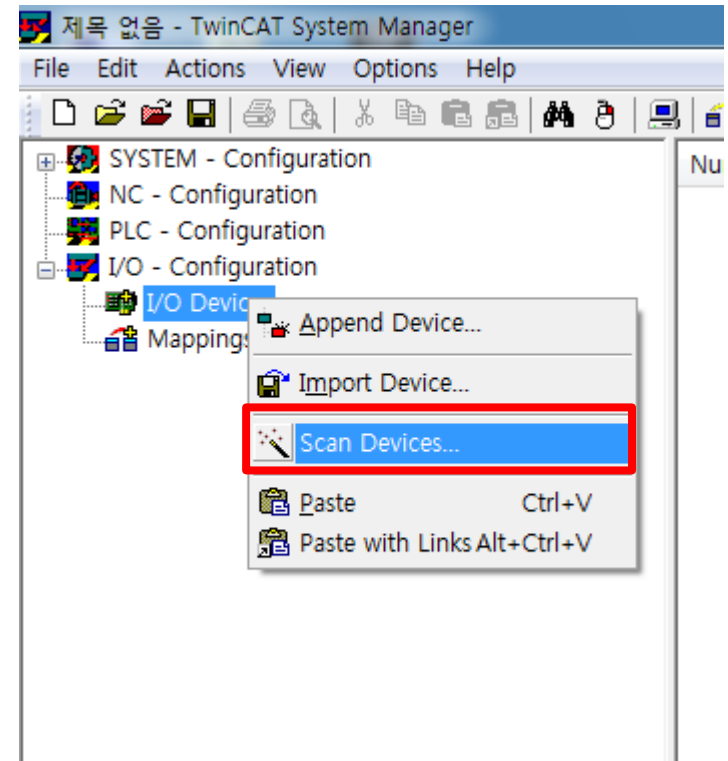 제목 없음 - TwinCAT System Manager
File Edit Actions View Options Help
SYSTEM - Configuration
Nu
NC - Configuration
PLC - Configuration
I/O - Configuration
I/O Devic
Append Device...
Mappings
Import Device...
Scan Devices...
Paste Ctrl+V
Paste with Links Alt+Ctrl+V